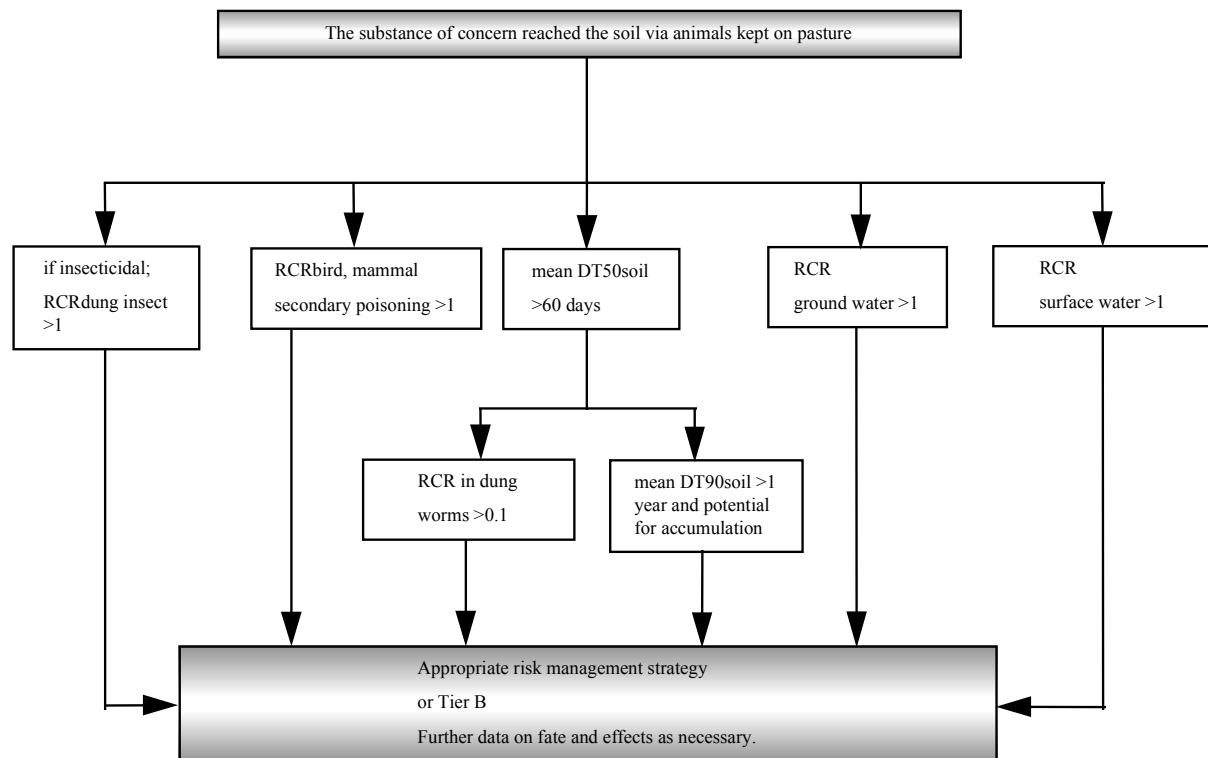 The substance of concern reached the soil via animals kept on pasture
if insecticidal;
RCRdung insect
>1
RCRbird, mammal
secondary poisoning >1
mean DT50soil
>60 days
RCR
ground water >1
RCR
surface water >1
RCR in dung
worms >0.1
mean DT90soil >1
year and potential
for accumulation
Appropriate risk management strategy
or Tier B
Further data on fate and effects as necessary.